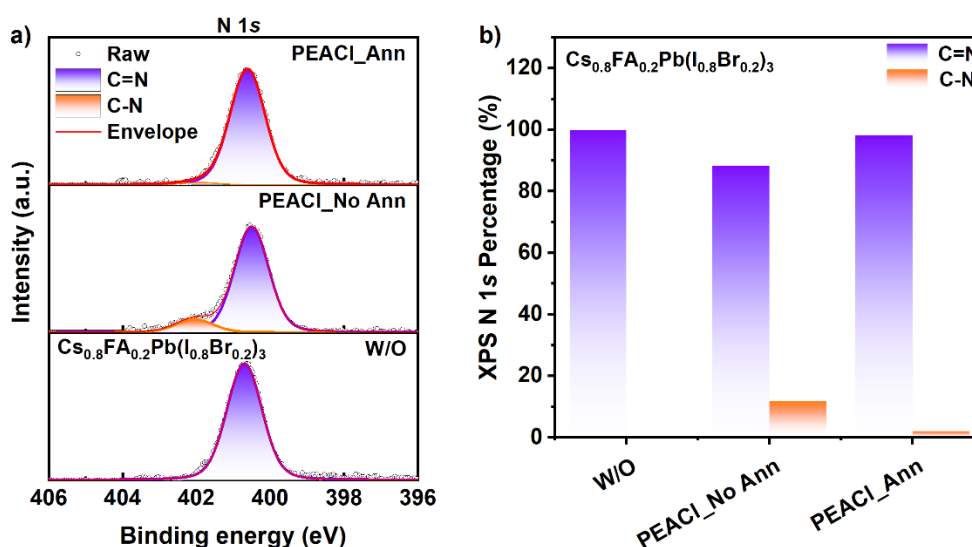 a)
N 1s
Raw
C=N
C-N
Envelope
PEACl_Ann
PEACl_No Ann
Cs0.8FA0.2Pb(I0.8Br0.2)3
W/O
Intensity (a.u.)
406 404 402 400 398 396
Binding energy (eV)
b)
Cs0.8FA0.2Pb(I0.8Br0.2)3
C=N
C-N
XPS N 1s Percentage (%)
120
100
80
60
40
20
0
W/O
PEACl_No Ann
PEACl_Ann